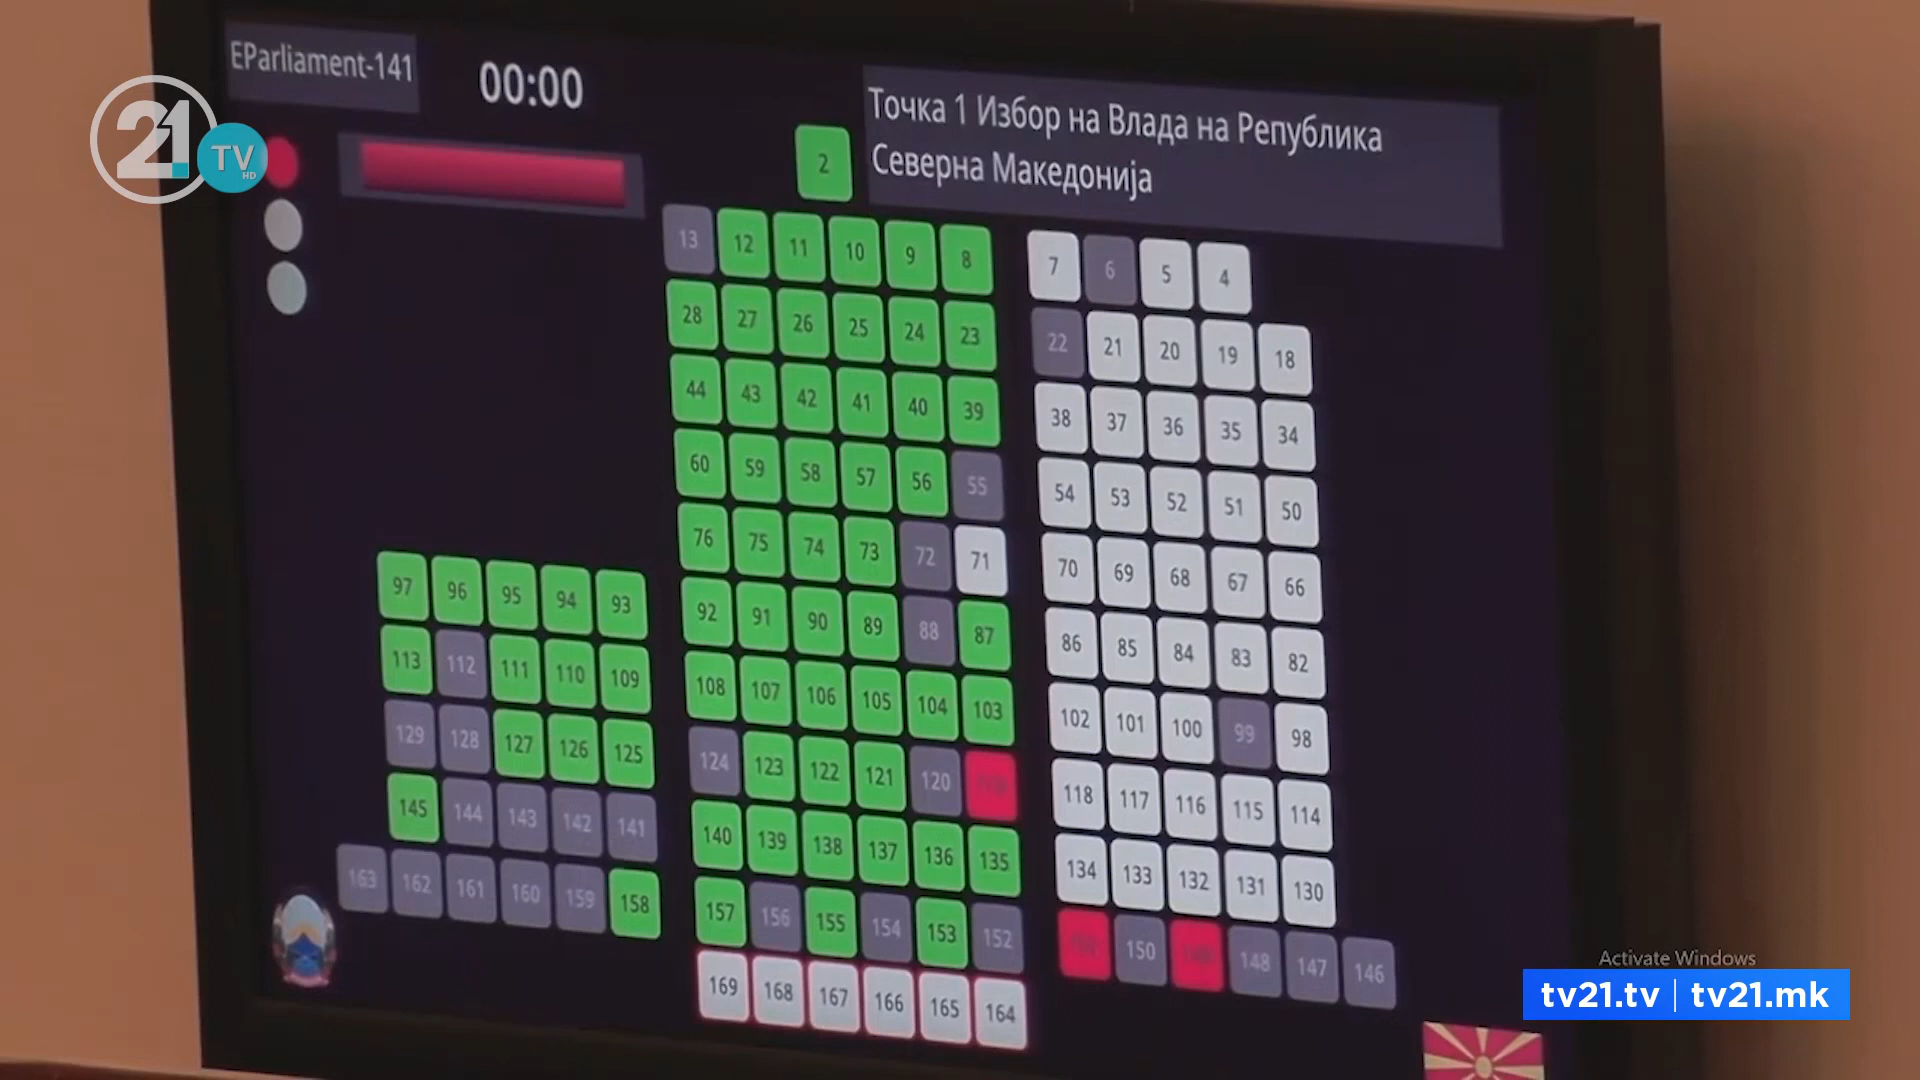 EParliament-141
00:00
21 TV HD
Точка 1 Избор на Влада на Република
Северна Македонија
2
13 12 11 10 9 8 7 6 5 4
28 27 26 25 24 23 22 21 20 19 18
44 43 42 41 40 39 38 37 36 35 34
60 59 58 57 56 55 54 53 52 51 50
76 75 74 73 72 71 70 69 68 67 66
97 96 95 94 93 92 91 90 89 88 87 86 85 84 83 82
113 112 111 110 109 108 107 106 105 104 103 102 101 100 99 98
129 128 127 126 125 124 123 122 121 120 118 117 116 115 114
145 144 143 142 141 140 139 138 137 136 135 134 133 132 131 130
163 162 161 160 159 158 157 156 155 154 153 152 150 148 147 146
169 168 167 166 165 164
Activate Windows
tv21.tv | tv21.mk